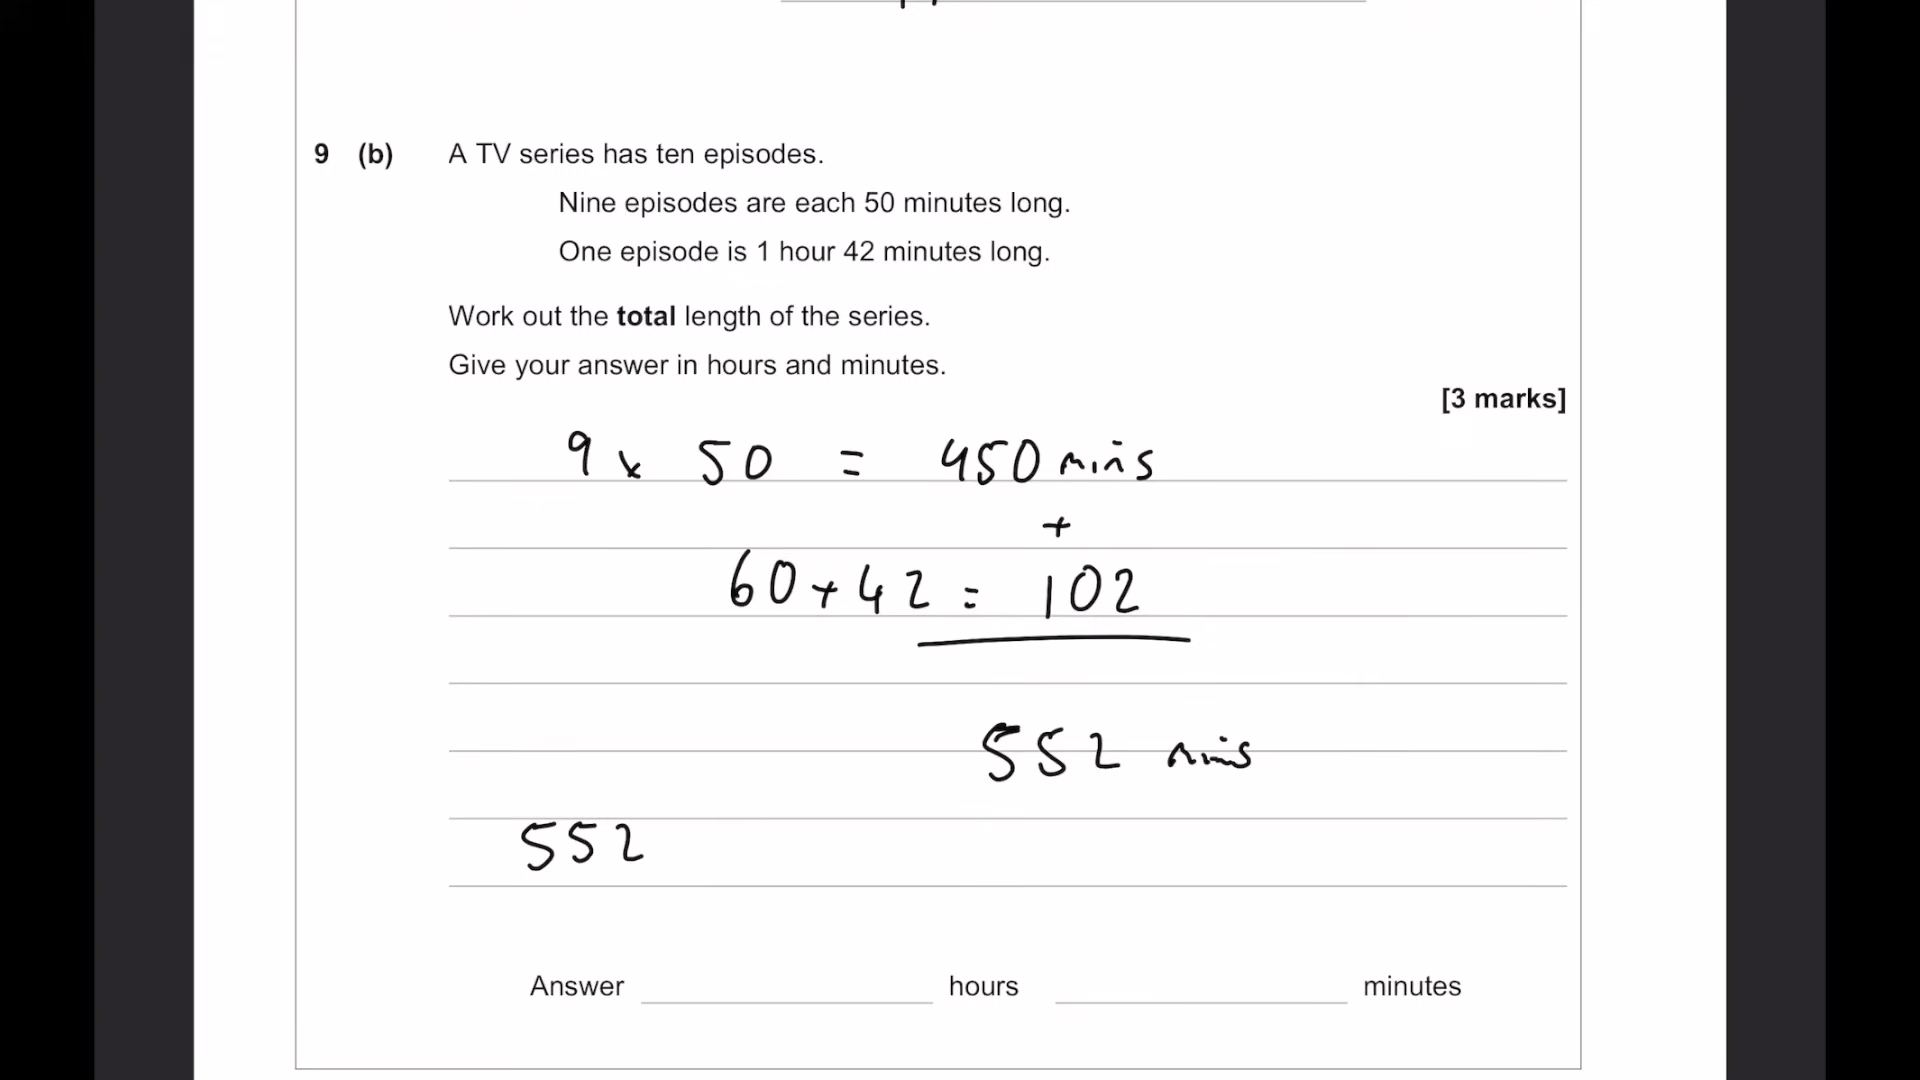 9 (b) A TV series has ten episodes.
Nine episodes are each 50 minutes long.
One episode is 1 hour 42 minutes long.
Work out the total length of the series.
Give your answer in hours and minutes.
[3 marks]
9 x 50 = 450 mins
+
60 + 42 = 102
552 mins
552
Answer hours minutes